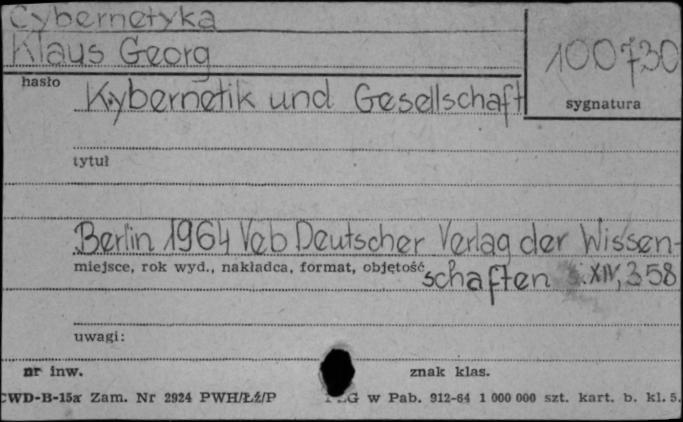 Cybernetyka
Klaus Georg
100730
hasło
Kybernetik und Gesellschaft
sygnatura
tytuł
Berlin 1964 Veb Deutscher Verlag der Wissen-
miejsce, rok wyd., nakładca, format, objętość
schaften s. XIV, 358
uwagi:
nr inw.
znak klas.
CWD-B-15a Zam. Nr 2924 PWH/Łż/P
w Pab. 912-64 1 000 000 szt. kart. b. kl. 5.